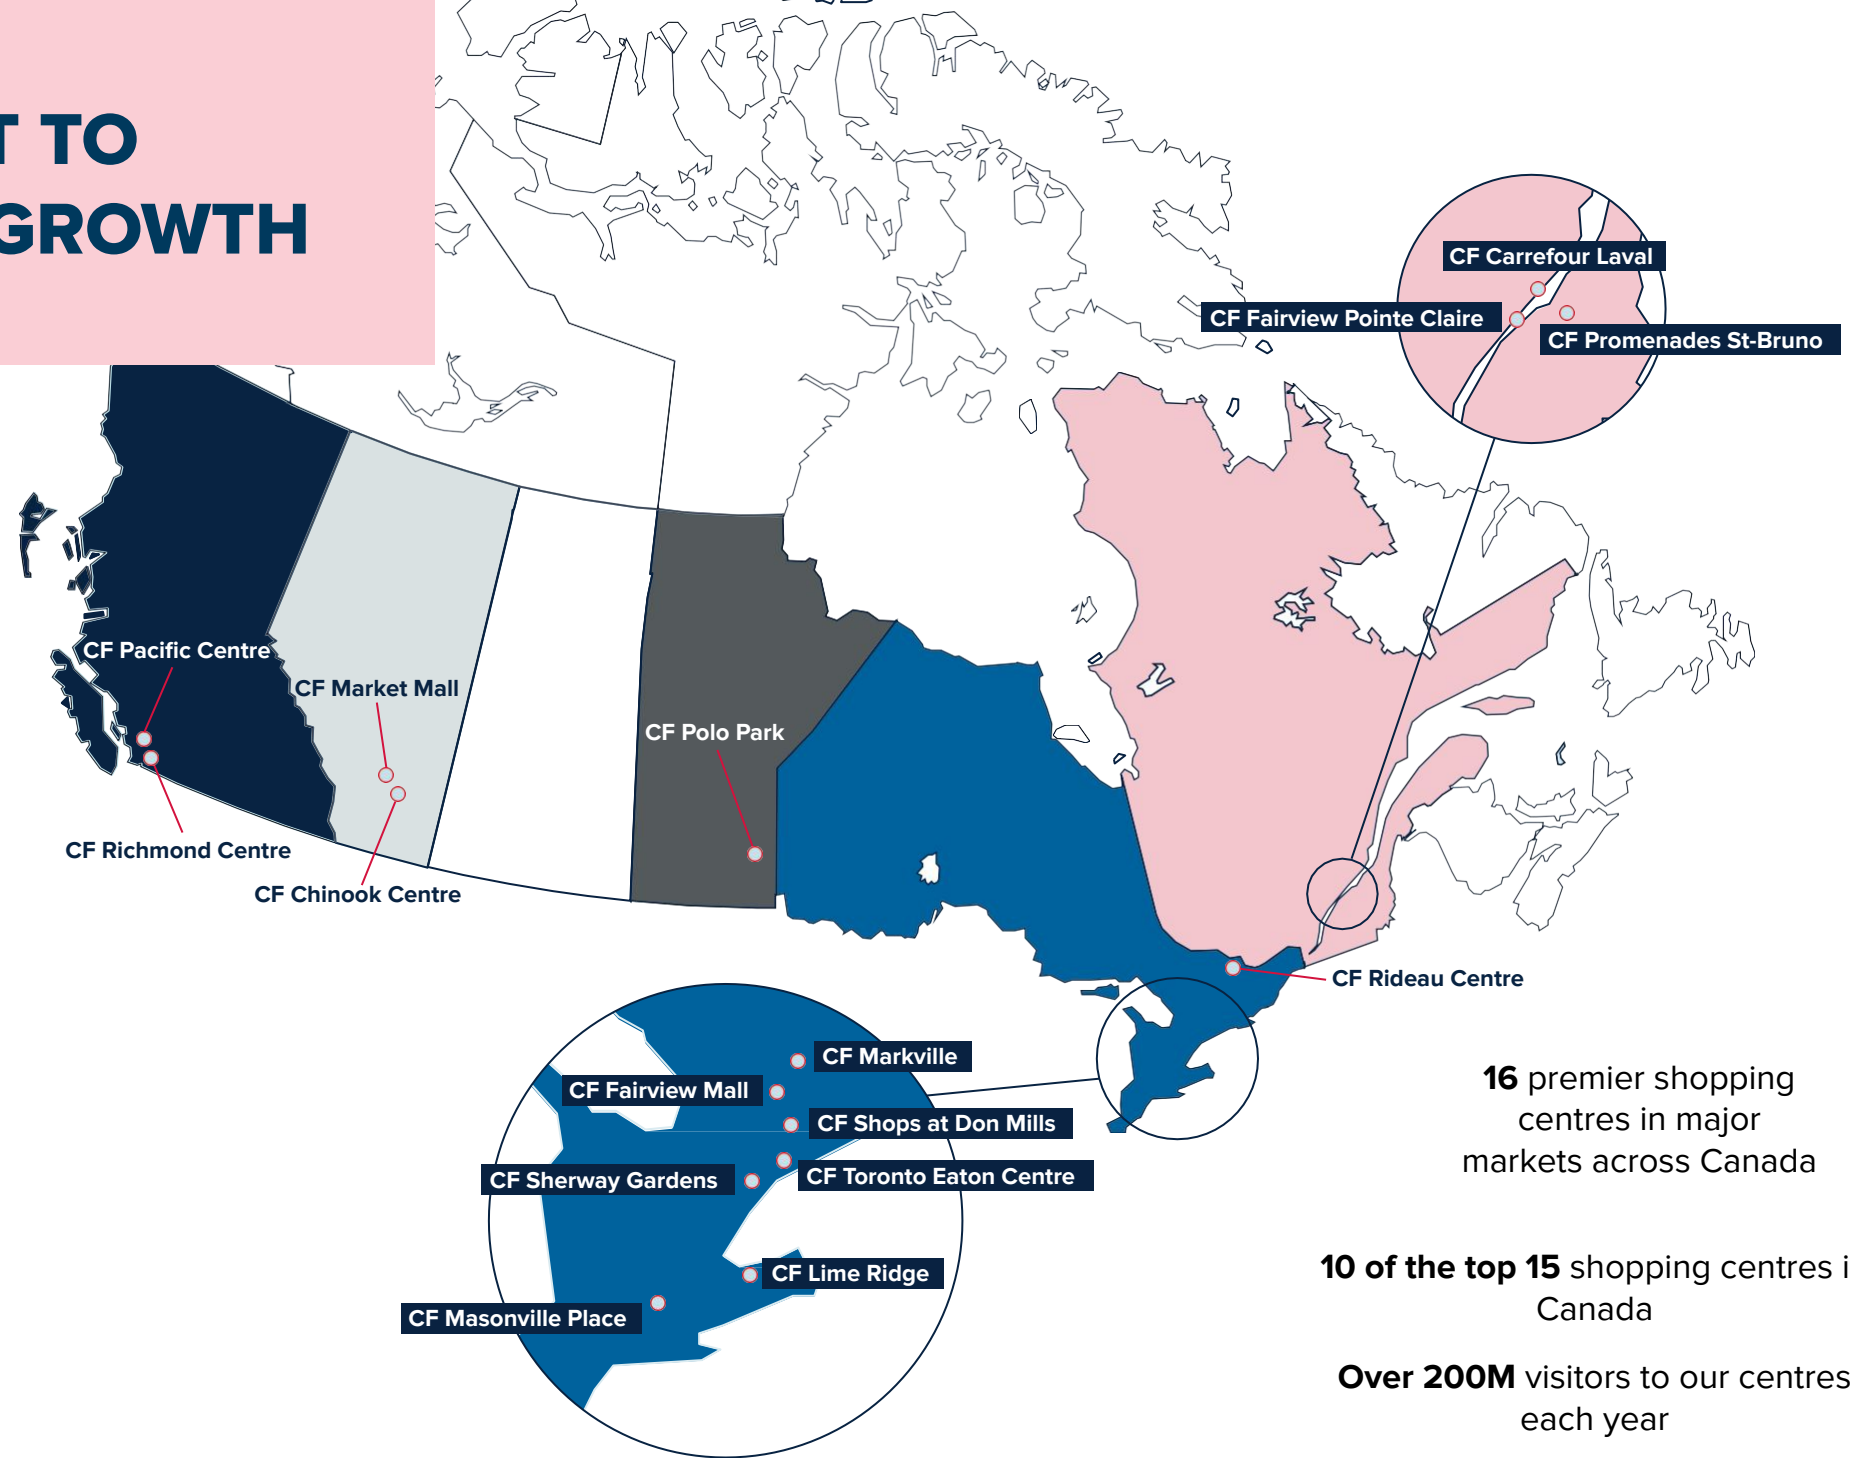 T TO
GROWTH
CF Carrefour Laval
CF Fairview Pointe Claire
CF Promenades St-Bruno
CF Pacific Centre
CF Market Mall
CF Polo Park
CF Richmond Centre
CF Chinook Centre
CF Rideau Centre
CF Markville
CF Fairview Mall
CF Shops at Don Mills
CF Toronto Eaton Centre
CF Sherway Gardens
CF Lime Ridge
CF Masonville Place
16 premier shopping
centres in major
markets across Canada
10 of the top 15 shopping centres i
Canada
Over 200M visitors to our centres
each year